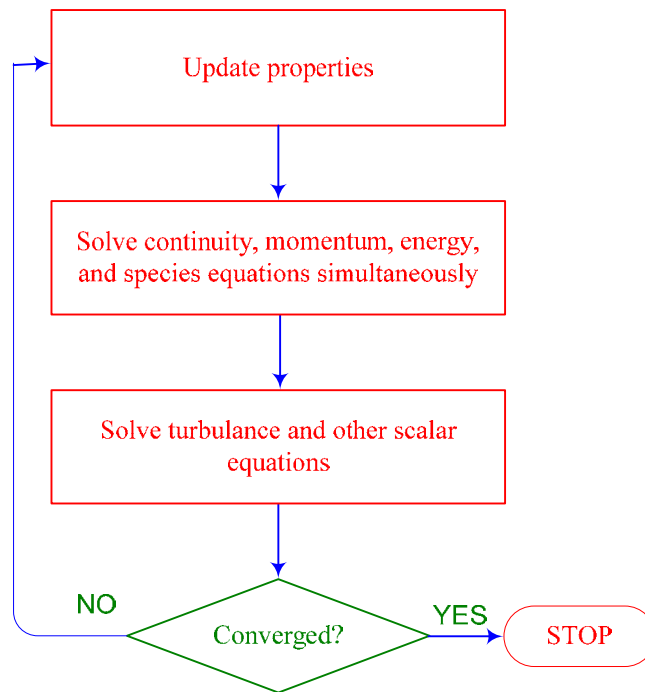 Update properties
Solve continuity, momentum, energy,
and species equations simultaneously
Solve turbulance and other scalar
equations
NO
YES
Converged?
STOP